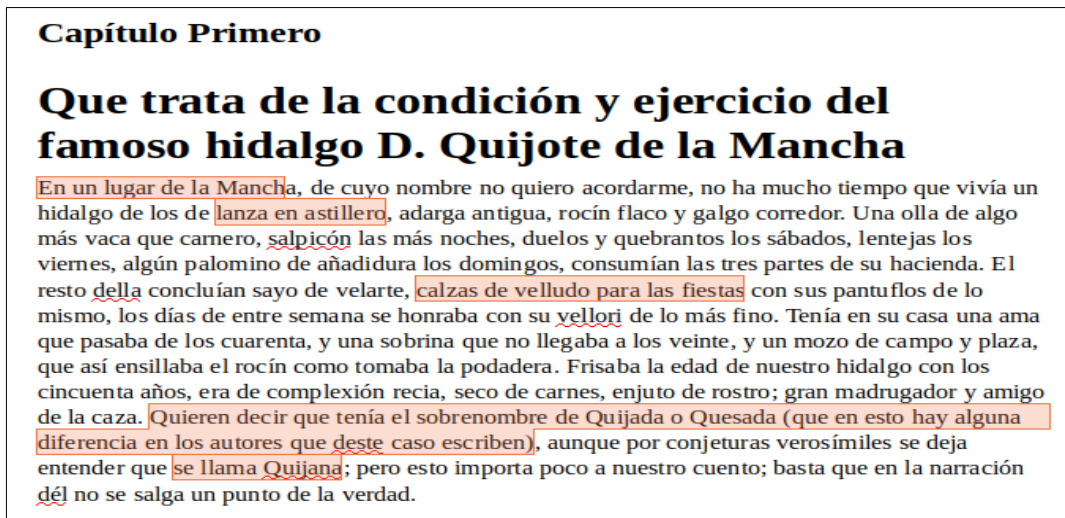 Capítulo Primero
Que trata de la condición y ejercicio del
famoso hidalgo D. Quijote de la Mancha
En un lugar de la Mancha, de cuyo nombre no quiero acordarme, no ha mucho tiempo que vivía un
hidalgo de los de lanza en astillero, adarga antigua, rocín flaco y galgo corredor. Una olla de algo
más vaca que carnero, salpicón las más noches, duelos y quebrantos los sábados, lentejas los
viernes, algún palomino de añadidura los domingos, consumían las tres partes de su hacienda. El
resto della concluían sayo de velarte, calzas de velludo para las fiestas con sus pantuflos de lo
mismo, los días de entre semana se honraba con su vellori de lo más fino. Tenía en su casa una ama
que pasaba de los cuarenta, y una sobrina que no llegaba a los veinte, y un mozo de campo y plaza,
que así ensillaba el rocín como tomaba la podadera. Frisaba la edad de nuestro hidalgo con los
cincuenta años, era de complexión recia, seco de carnes, enjuto de rostro; gran madrugador y amigo
de la caza. Quieren decir que tenía el sobrenombre de Quijada o Quesada (que en esto hay alguna
diferencia en los autores que deste caso escriben), aunque por conjeturas verosímiles se deja
entender que se llama Quijana; pero esto importa poco a nuestro cuento; basta que en la narración
dél no se salga un punto de la verdad.